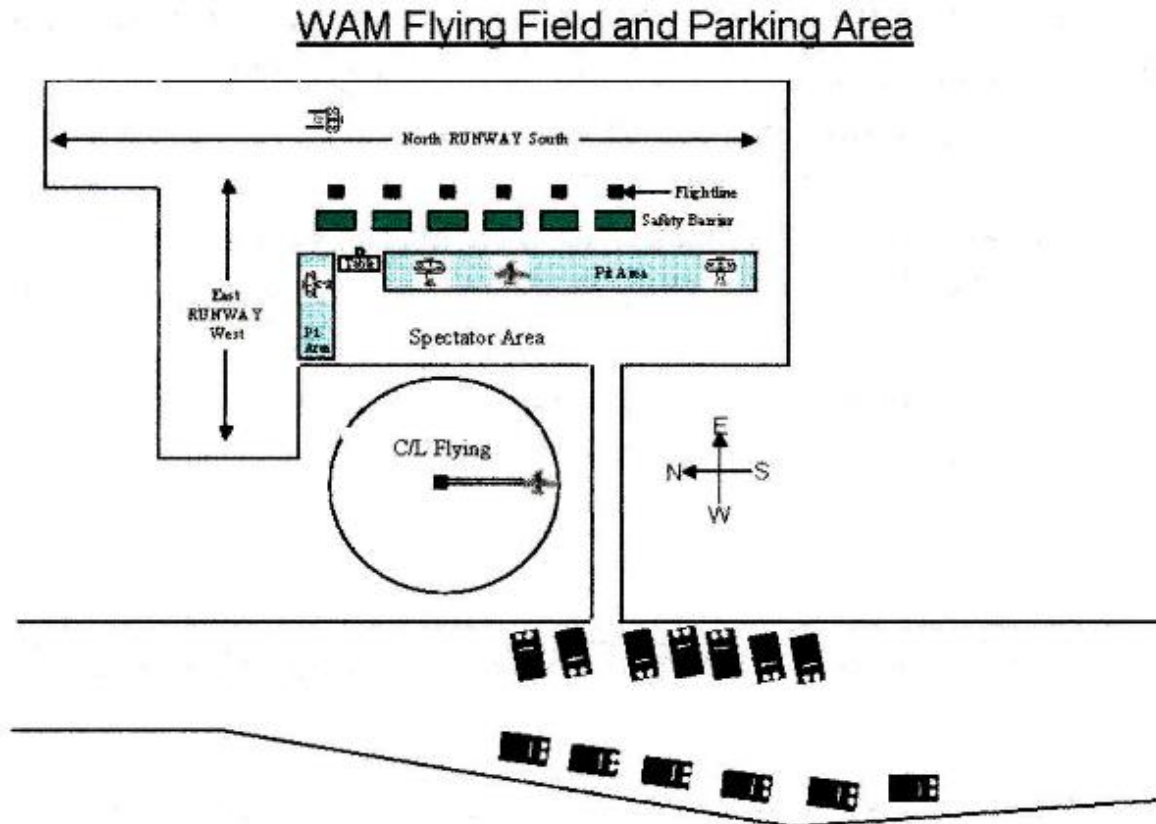 WAM Flying Field and Parking Area
North RUNWAY South
Flightline
Safety Barrier
Table
Pit Area
East
RUNWAY
West
Pit
Area
Spectator Area
C/L Flying
E
N S
W